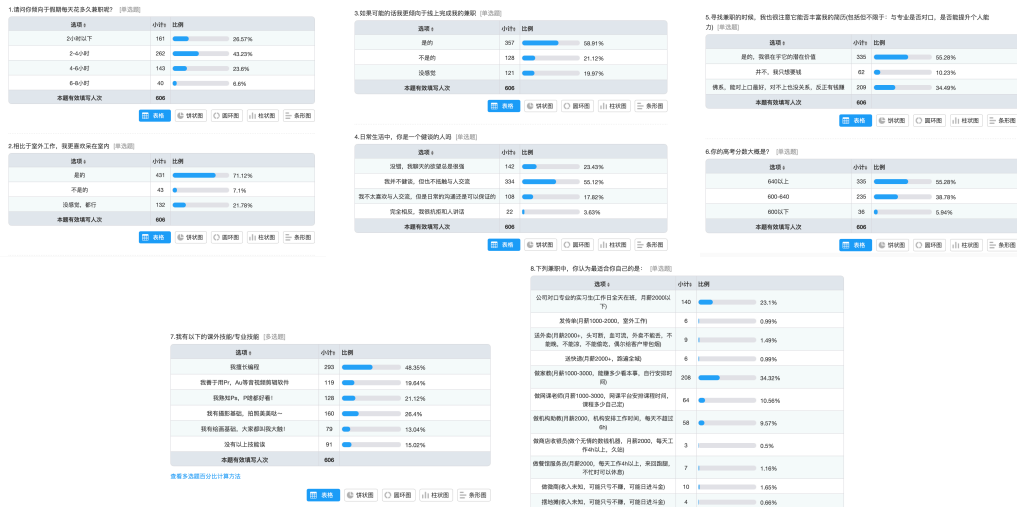 1.请问你倾向于假期每天花多久兼职呢? [单选题]
选项 小计 比例
2小时以下 161 26.57%
2-4小时 262 43.23%
4-6小时 143 23.6%
6-8小时 40 6.6%
本题有效填写人次 606
表格 饼状图 圆环图 柱状图 条形图
2.相比于室外工作，我更喜欢呆在室内 [单选题]
选项 小计 比例
是的 431 71.12%
不是的 43 7.1%
没感觉，都行 132 21.78%
本题有效填写人次 606
表格 饼状图 圆环图 柱状图 条形图
3.如果可能的话我更倾向于线上完成我的兼职 [单选题]
选项 小计 比例
是的 357 58.91%
不是的 128 21.12%
没感觉 121 19.97%
本题有效填写人次 606
表格 饼状图 圆环图 柱状图 条形图
4.日常生活中，你是一个健谈的人吗 [单选题]
选项 小计 比例
没错，我聊天的欲望总是很强 142 23.43%
我并不健谈，但也不抵触与人交流 334 55.12%
我不太喜欢与人交流，但是日常的沟通还是可以保证的 108 17.82%
完全相反，我很抗拒和人讲话 22 3.63%
本题有效填写人次 606
表格 饼状图 圆环图 柱状图 条形图
5.寻找兼职的时候，我也很注重它能否丰富我的简历(包括但不限于：与专业是否对口，是否能提升个人能
力) [单选题]
选项 小计 比例
是的，我很在乎它的潜在价值 335 55.28%
并不，我只想要钱 62 10.23%
佛系，能对上口最好，对不上也没关系，反正有钱赚 209 34.49%
本题有效填写人次 606
表格 饼状图 圆环图 柱状图 条形图
6.你的高考分数大概是? [单选题]
选项 小计 比例
640以上 335 55.28%
600-640 235 38.78%
600以下 36 5.94%
本题有效填写人次 606
表格 饼状图 圆环图 柱状图 条形图
7.我有以下的课外技能/专业技能 [多选题]
选项 小计 比例
我擅长编程 293 48.35%
我善于用Pr，Au等音视频剪辑软件 119 19.64%
我熟知Ps，P啥都好看! 128 21.12%
我有摄影基础，拍照美美哒~ 160 26.4%
我有绘画基础，大家都叫我大触! 79 13.04%
没有以上技能诶 91 15.02%
本题有效填写人次 606
查看多选题百分比计算方法
表格 饼状图 圆环图 柱状图 条形图
8.下列兼职中，你认为最适合你自己的是： [单选题]
选项 小计 比例
公司对口专业的实习生(工作日全天在班，月薪2000以
下) 140 23.1%
发传单(月薪1000-2000，室外工作) 6 0.99%
送外卖(月薪2000+，头可断，血可流，外卖不能丢，不
能晚，不能凉，不能偷吃，偶尔给客户带包烟) 9 1.49%
送快递(月薪2000+，跑遍全城) 6 0.99%
做家教(月薪1000-3000，能赚多少看本事，自行安排时
间) 208 34.32%
做网课老师(月薪1000-3000，网课平台安排课程时间，
课程多少自己定) 64 10.56%
做机构助教(月薪2000，机构安排工作时间，每天不超过
6h) 58 9.57%
做商店收银员(做个无情的数钱机器，月薪2000，每天工
作4h以上，久站) 3 0.5%
做餐馆服务员(月薪2000，每天工作4h以上，来回跑腿，
不忙时可以休息) 7 1.16%
做微商(收入未知，可能只亏不赚，可能日进斗金) 10 1.65%
摆地摊(收入未知，可能只亏不赚，可能日进斗金) 4 0.66%